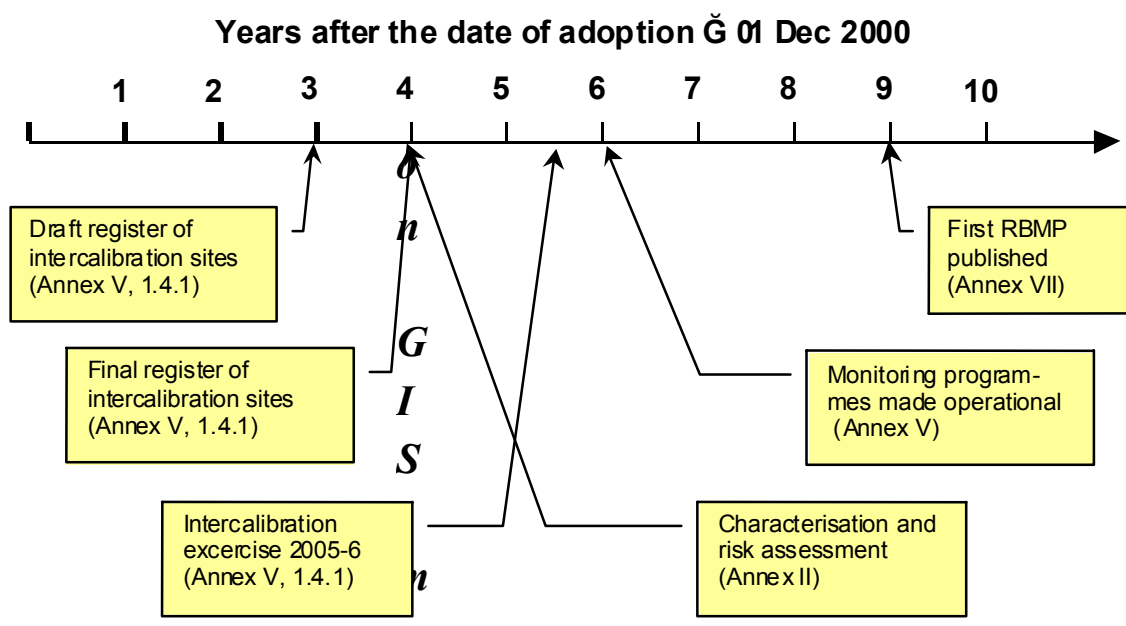 Years after the date of adoption Ğ 01 Dec 2000
1 2 3 4 5 6 7 8 9 10
o
n
G
I
S
m
Draft register of
intercalibration sites
(Annex V, 1.4.1)
First RBMP
published
(Annex VII)
Final register of
intercalibration sites
(Annex V, 1.4.1)
Monitoring program-
mes made operational
(Annex V)
Intercalibration
excercise 2005-6
(Annex V, 1.4.1)
Characterisation and
risk assessment
(Annex II)